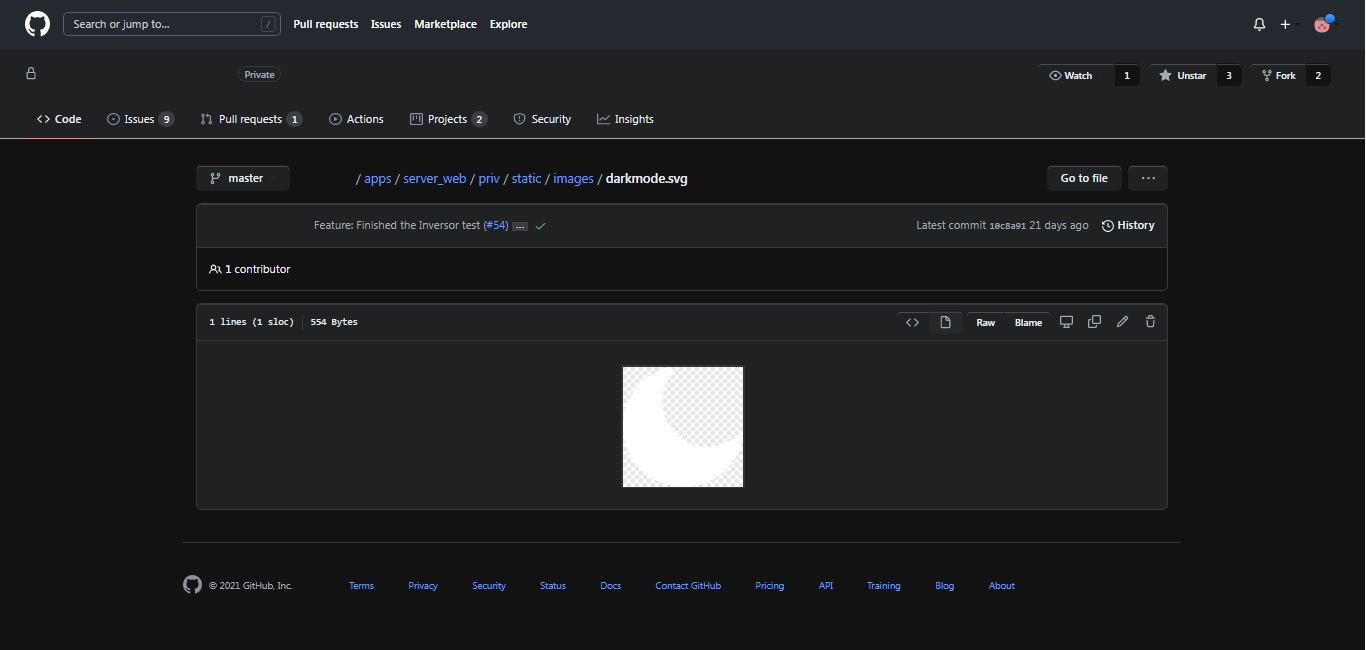 Search or jump to... / Pull requests Issues Marketplace Explore
Private Watch 1 Unstar 3 Fork 2
Code Issues 9 Pull requests 1 Actions Projects 2 Security Insights
master / apps / server_web / priv / static / images / darkmode.svg Go to file ...
Feature: Finished the Inversor test (#54) ... Latest commit 10c8a91 21 days ago History
1 contributor
1 lines (1 sloc) 554 Bytes <> Raw Blame
© 2021 GitHub, Inc. Terms Privacy Security Status Docs Contact GitHub Pricing API Training Blog About